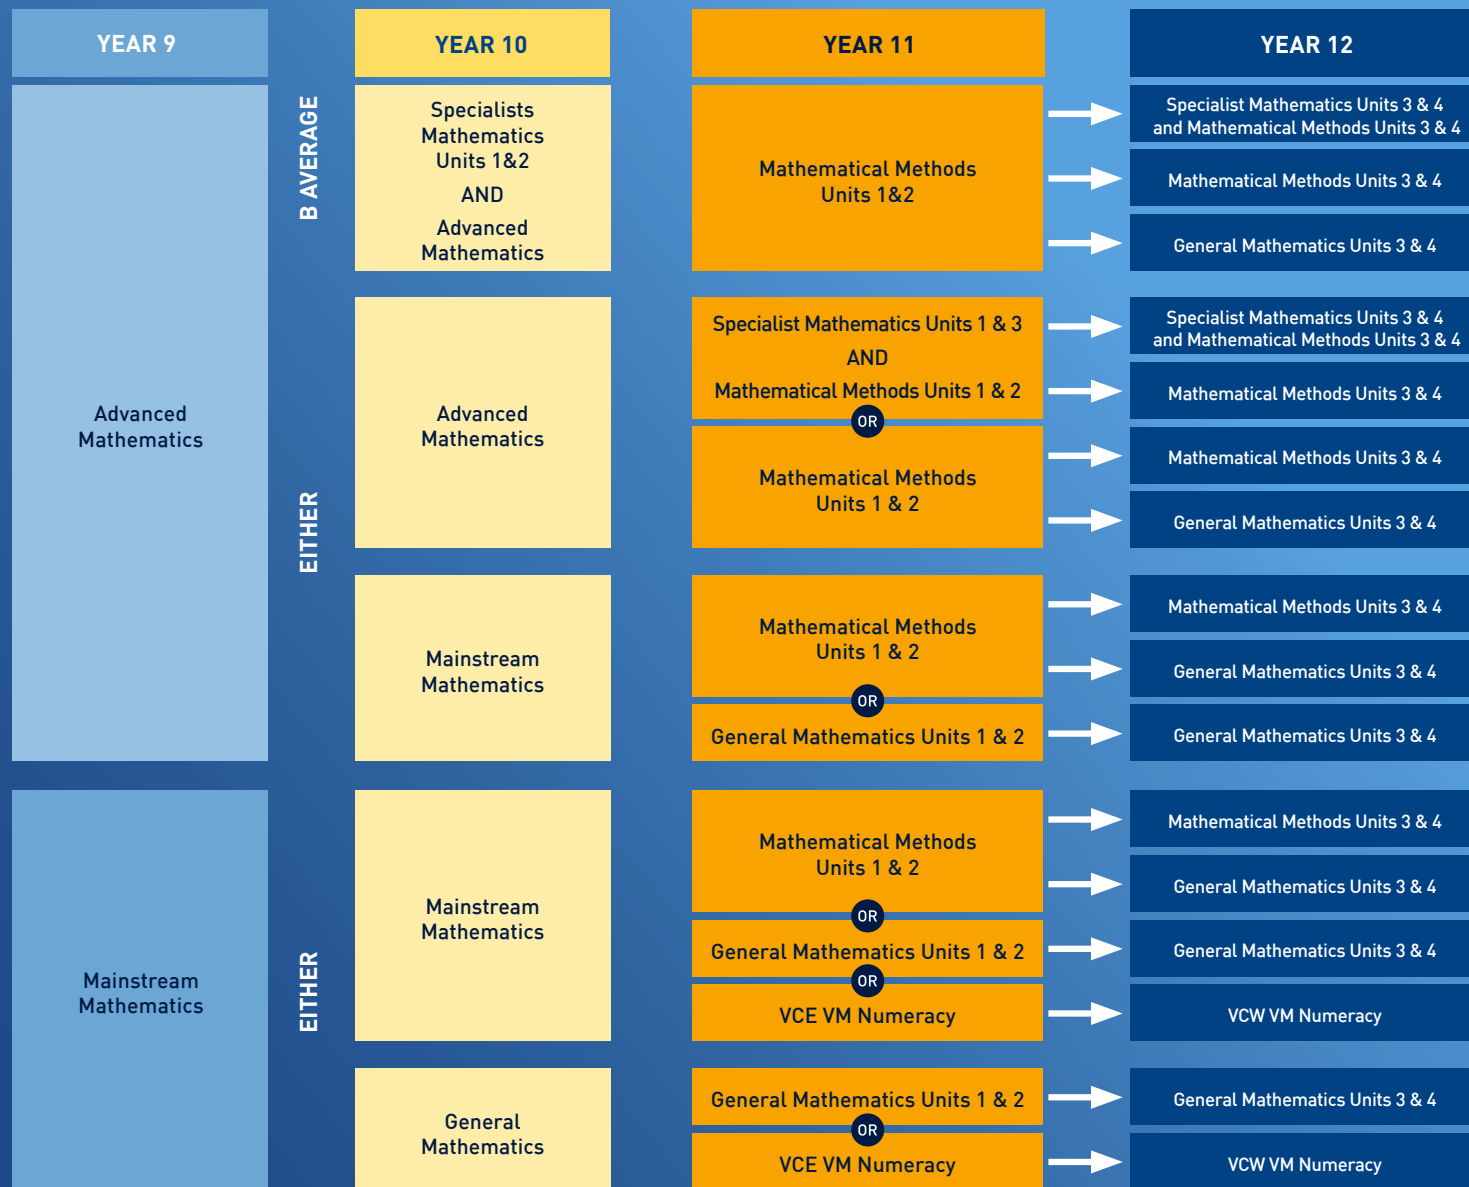 YEAR 9
YEAR 10
YEAR 11
YEAR 12
Advanced
Mathematics
B AVERAGE
Specialists
Mathematics
Units 1&2
AND
Advanced
Mathematics
Mathematical Methods
Units 1&2
Specialist Mathematics Units 3 & 4
and Mathematical Methods Units 3 & 4
Mathematical Methods Units 3 & 4
General Mathematics Units 3 & 4
EITHER
Advanced
Mathematics
Specialist Mathematics Units 1 & 3
AND
Mathematical Methods Units 1 & 2
OR
Mathematical Methods
Units 1 & 2
Specialist Mathematics Units 3 & 4
and Mathematical Methods Units 3 & 4
Mathematical Methods Units 3 & 4
Mathematical Methods Units 3 & 4
General Mathematics Units 3 & 4
Mainstream
Mathematics
Mathematical Methods
Units 1 & 2
OR
General Mathematics Units 1 & 2
Mathematical Methods Units 3 & 4
General Mathematics Units 3 & 4
General Mathematics Units 3 & 4
Mainstream
Mathematics
EITHER
Mainstream
Mathematics
Mathematical Methods
Units 1 & 2
OR
General Mathematics Units 1 & 2
OR
VCE VM Numeracy
Mathematical Methods Units 3 & 4
General Mathematics Units 3 & 4
General Mathematics Units 3 & 4
VCW VM Numeracy
General
Mathematics
General Mathematics Units 1 & 2
OR
VCE VM Numeracy
General Mathematics Units 3 & 4
VCW VM Numeracy